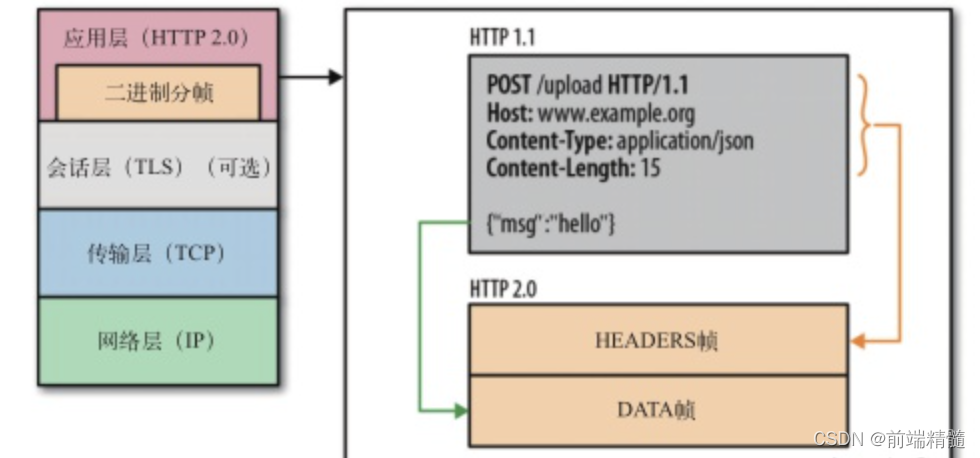 应用层（HTTP 2.0）
二进制分帧
会话层（TLS）（可选）
传输层（TCP）
网络层（IP）
HTTP 1.1
POST /upload HTTP/1.1
Host: www.example.org
Content-Type: application/json
Content-Length: 15
{"msg":"hello"}
HTTP 2.0
HEADERS帧
DATA帧
CSDN @前端精髓